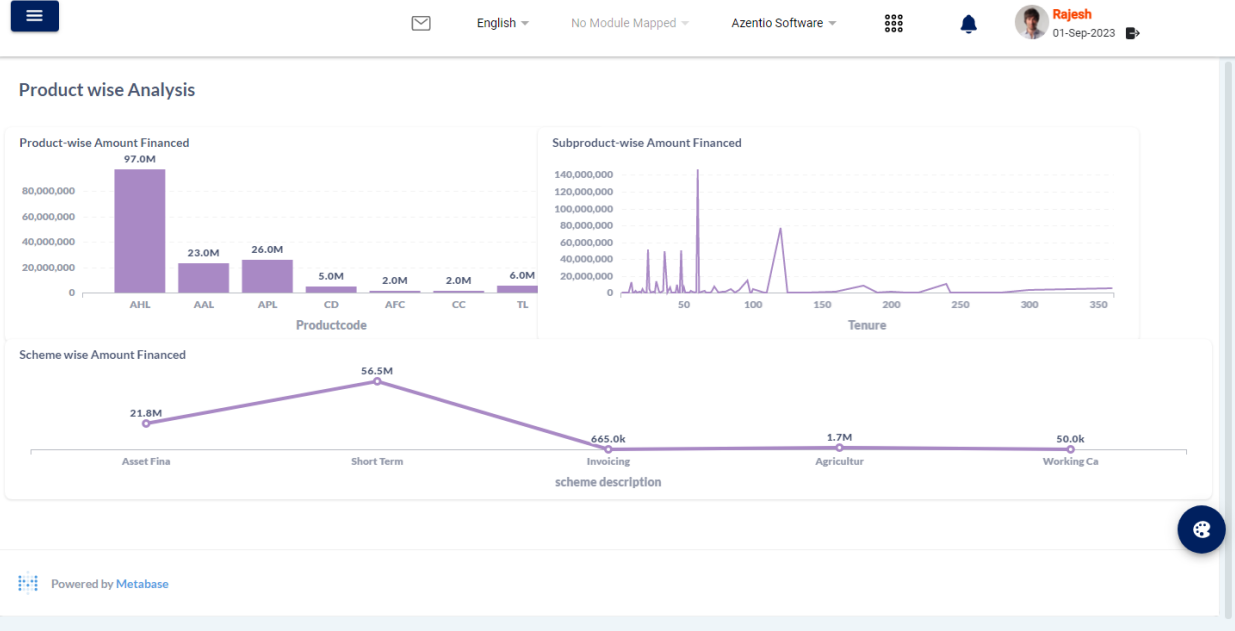 English
No Module Mapped
Azentio Software
Rajesh
01-Sep-2023
Product wise Analysis
Product-wise Amount Financed
97.0M
23.0M
26.0M
5.0M
2.0M
2.0M
6.0M
80,000,000
60,000,000
40,000,000
20,000,000
0
AHL
AAL
APL
CD
AFC
CC
TL
Productcode
Subproduct-wise Amount Financed
140,000,000
120,000,000
100,000,000
80,000,000
60,000,000
40,000,000
20,000,000
0
50
100
150
200
250
300
350
Tenure
Scheme wise Amount Financed
21.8M
56.5M
665.0k
1.7M
50.0k
Asset Fina
Short Term
Invoicing
Agricultur
Working Ca
scheme description
Powered by Metabase